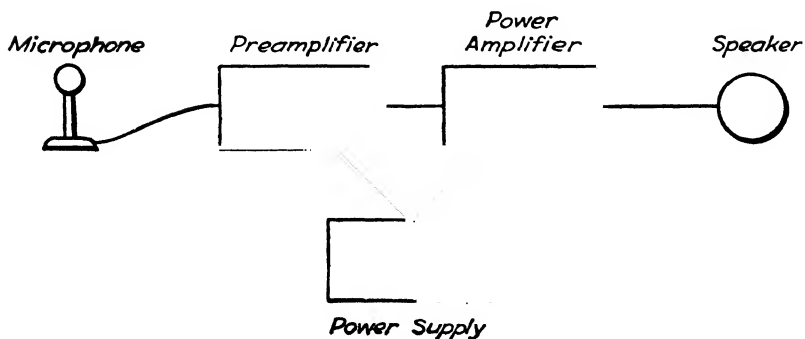 Microphone
Preamplifier
Power
Amplifier
Speaker
Power Supply